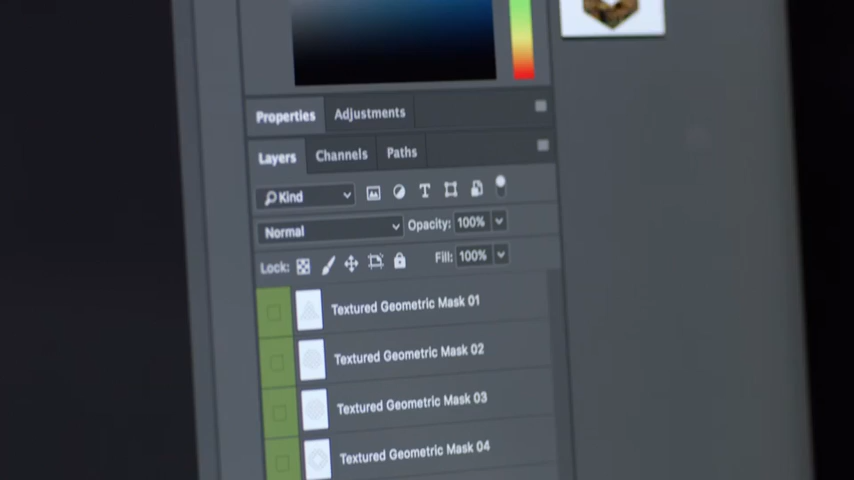 Properties Adjustments
Layers Channels Paths
Kind
Normal Opacity: 100%
Lock: Fill: 100%
Textured Geometric Mask 01
Textured Geometric Mask 02
Textured Geometric Mask 03
Textured Geometric Mask 04